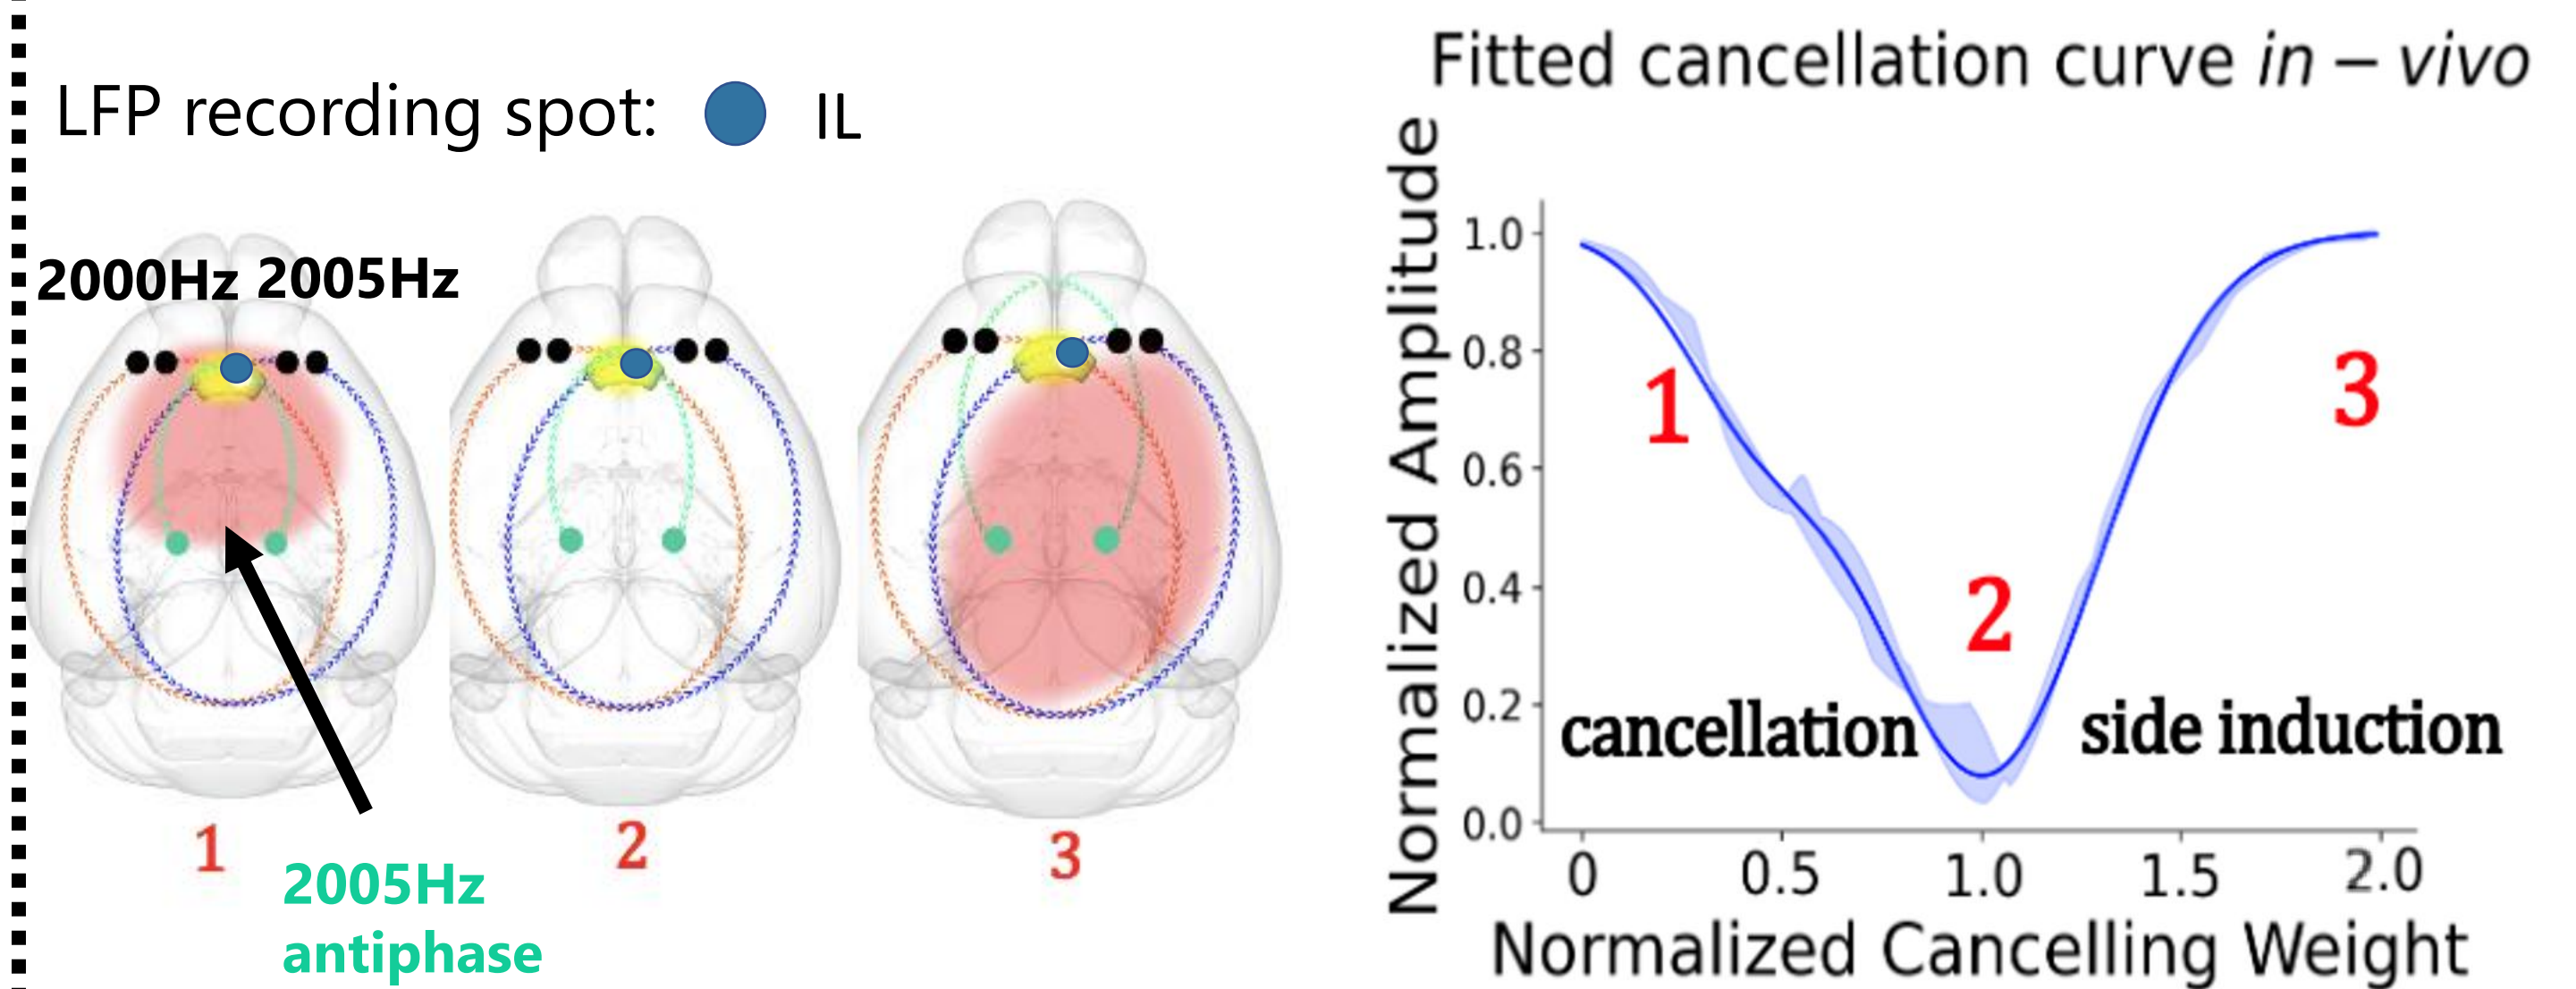 LFP recording spot: IL
2000Hz 2005Hz
1
2
3
2005Hz
antiphase
Fitted cancellation curve in – vivo
Normalized Amplitude
1.0
0.8
0.6
0.4
0.2
0.0
1
2
3
cancellation
side induction
0 0.5 1.0 1.5 2.0
Normalized Cancelling Weight